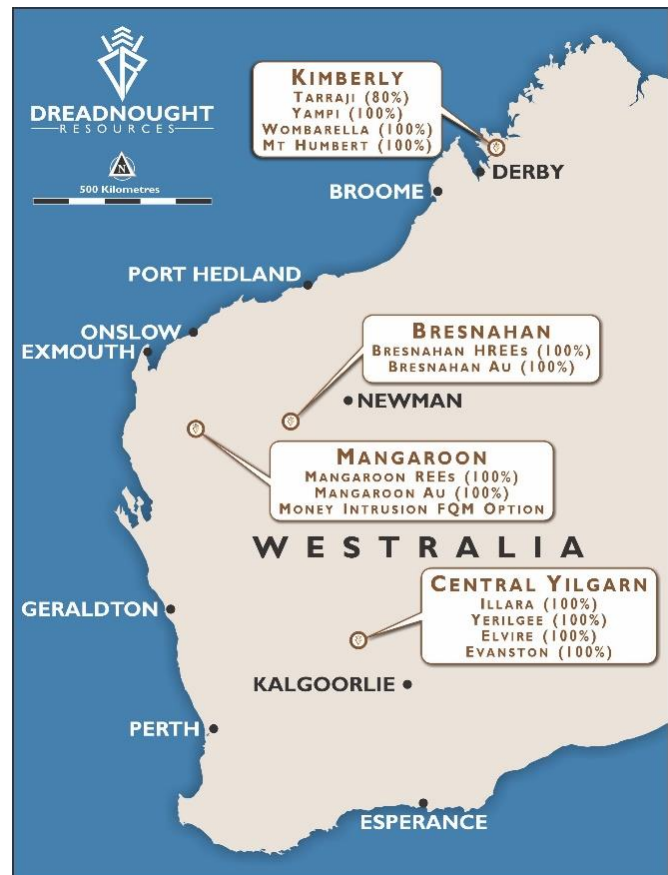 DREADNOUGHT
RESOURCES
N
500 Kilometres
KIMBERLY
TARRAJI (80%)
YAMPI (100%)
WOMBARELLA (100%)
MT HUMBERT (100%)
DERBY
BROOME
PORT HEDLAND
ONSLOW
EXMOUTH
BRESNAHAN
BRESNAHAN HREES (100%)
BRESNAHAN AU (100%)
NEWMAN
MANGAROON
MANGAROON REES (100%)
MANGAROON AU (100%)
MONEY INTRUSION FQM OPTION
WESTRALIA
CENTRAL YILGARN
ILLARA (100%)
YERILGEE (100%)
ELVIRE (100%)
EVANSTON (100%)
GERALDTON
KALGOORLIE
PERTH
ESPERANCE